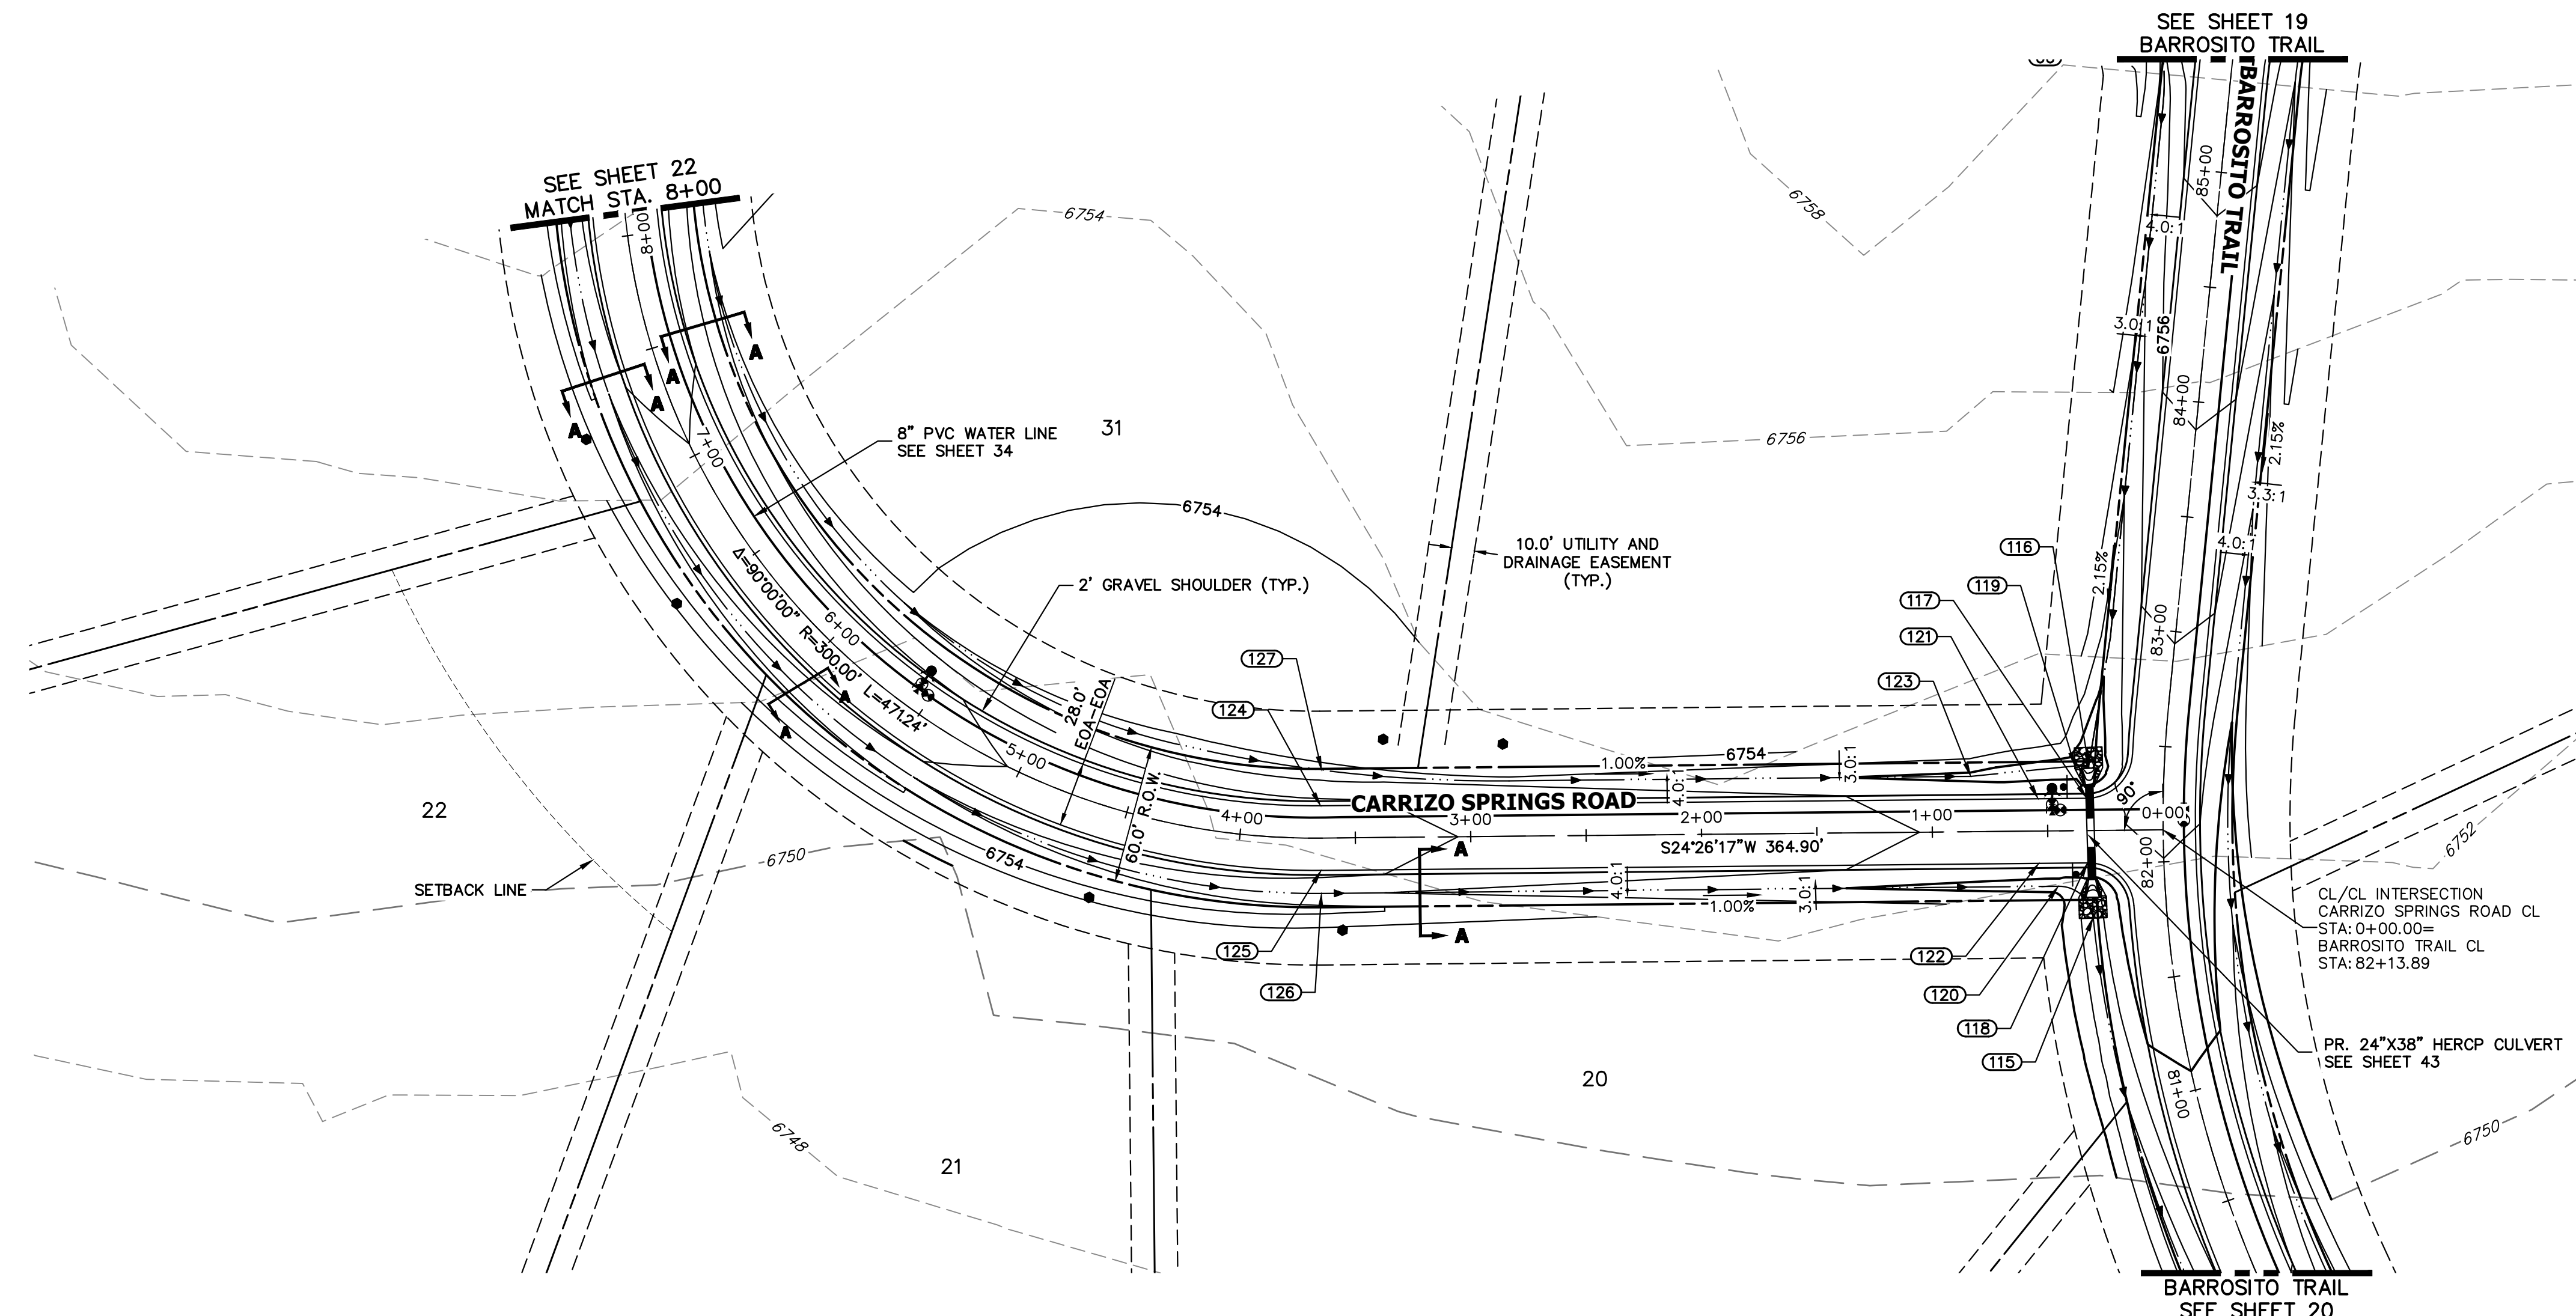 SEE SHEET 19
BARROSITO TRAIL
BARROSITO TRAIL
SEE SHEET 22
MATCH STA. 8+00
8+00
85+00
4.0:1
6754
6758
3.0:1
6756
84+00
A
A
A
A
8" PVC WATER LINE
SEE SHEET 34
31
7+00
6756
2.15%
3.3:1
6754
10.0' UTILITY AND
DRAINAGE EASEMENT
(TYP.)
4.0:1
116
119
117
121
123
2.15%
83+00
Δ=90°00'00" R=300.00' L=471.24'
2' GRAVEL SHOULDER (TYP.)
6+00
127
124
28.0'
EOA-EOA
60.0' R.O.W.
5+00
A
A
1.00%
6754
3.0:1
4.0:1
CARRIZO SPRINGS ROAD
4+00
3+00
2+00
1+00
0+00
90°
S24°26'17"W 364.90'
82+00
6752
22
6750
6754
A
A
4.0:1
3.0:1
1.00%
SETBACK LINE
125
126
122
120
118
115
CL/CL INTERSECTION
CARRIZO SPRINGS ROAD CL
STA: 0+00.00=
BARROSITO TRAIL CL
STA: 82+13.89
PR. 24"X38" HERCP CULVERT
SEE SHEET 43
20
21
6748
81+00
6750
BARROSITO TRAIL
SEE SHEET 20